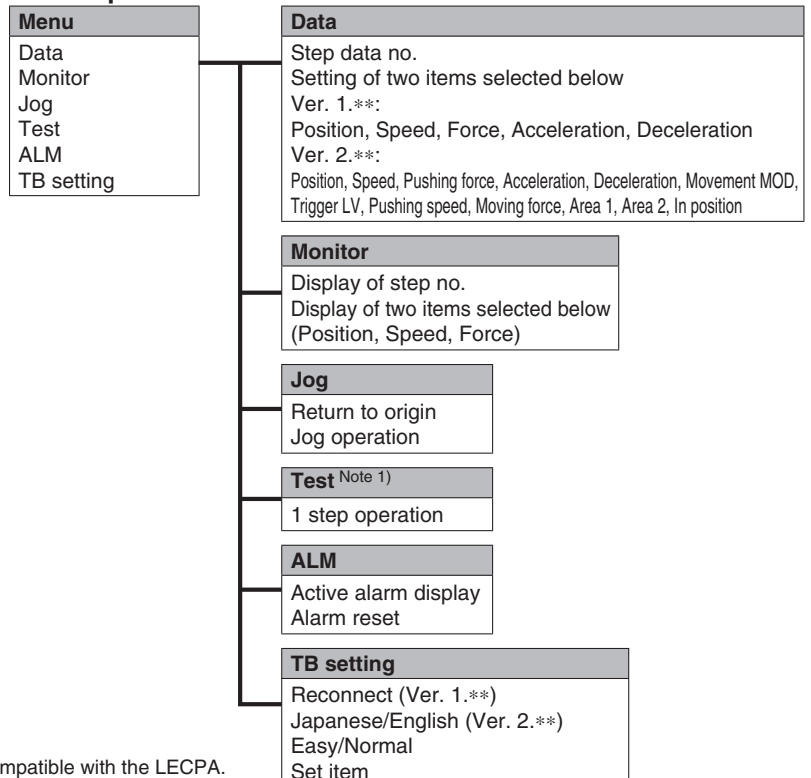 Menu
Data
Monitor
Jog
Test
ALM
TB setting
Data
Step data no.
Setting of two items selected below
Ver. 1.**:
Position, Speed, Force, Acceleration, Deceleration
Ver. 2.**:
Position, Speed, Pushing force, Acceleration, Deceleration, Movement MOD,
Trigger LV, Pushing speed, Moving force, Area 1, Area 2, In position
Monitor
Display of step no.
Display of two items selected below
(Position, Speed, Force)
Jog
Return to origin
Jog operation
Test Note 1)
1 step operation
ALM
Active alarm display
Alarm reset
TB setting
Reconnect (Ver. 1.**)
Japanese/English (Ver. 2.**)
Easy/Normal
Set item
mpatible with the LECPA.